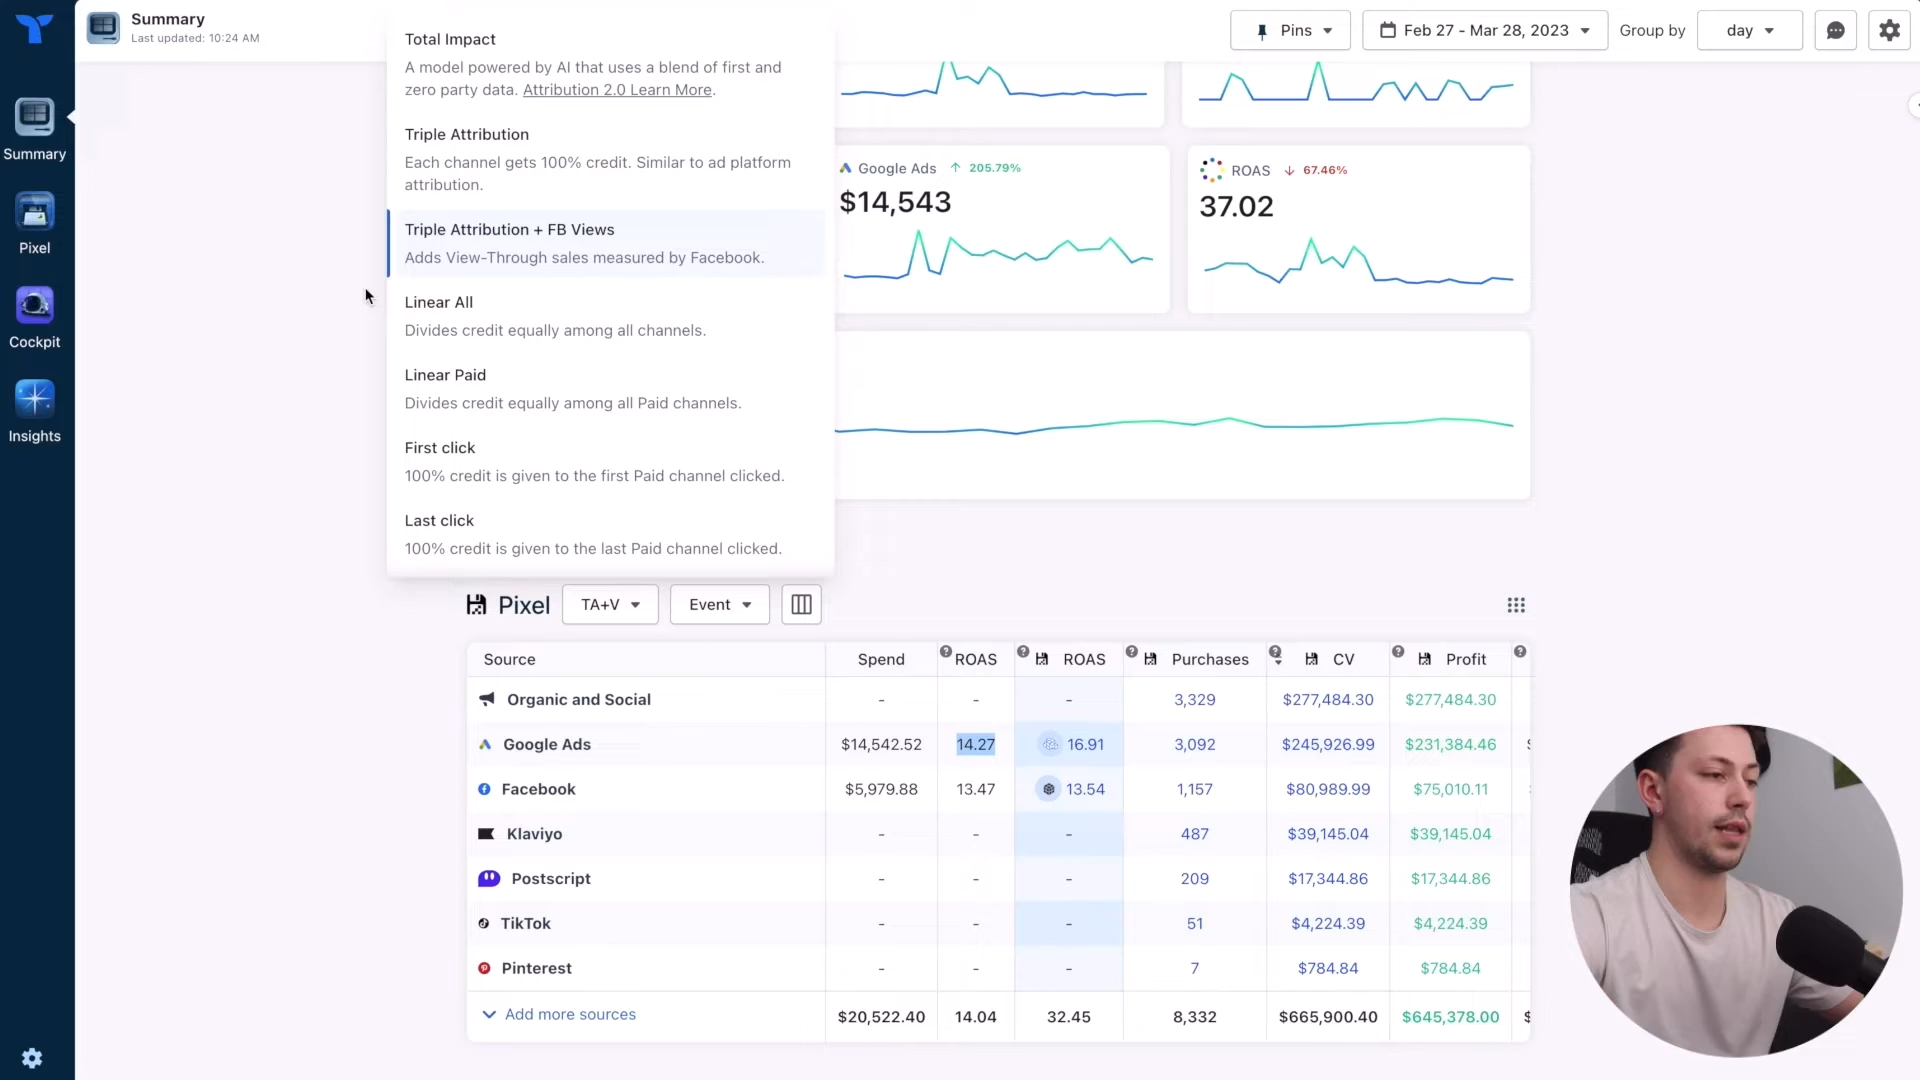 Summary
Last updated: 10:24 AM
Pins
Feb 27 - Mar 28, 2023
Group by
day
Summary
Pixel
Cockpit
Insights
Total Impact
A model powered by AI that uses a blend of first and
zero party data. Attribution 2.0 Learn More.
Triple Attribution
Each channel gets 100% credit. Similar to ad platform
attribution.
Triple Attribution + FB Views
Adds View-Through sales measured by Facebook.
Linear All
Divides credit equally among all channels.
Linear Paid
Divides credit equally among all Paid channels.
First click
100% credit is given to the first Paid channel clicked.
Last click
100% credit is given to the last Paid channel clicked.
Google Ads ↑ 205.79%
$14,543
ROAS ↓ 67.46%
37.02
Pixel TA+V Event
Source Spend ROAS ROAS Purchases CV Profit
Organic and Social - - - 3,329 $277,484.30 $277,484.30
Google Ads $14,542.52 14.27 16.91 3,092 $245,926.99 $231,384.46
Facebook $5,979.88 13.47 13.54 1,157 $80,989.99 $75,010.11
Klaviyo - - - 487 $39,145.04 $39,145.04
Postscript - - - 209 $17,344.86 $17,344.86
TikTok - - - 51 $4,224.39 $4,224.39
Pinterest - - - 7 $784.84 $784.84
Add more sources $20,522.40 14.04 32.45 8,332 $665,900.40 $645,378.00